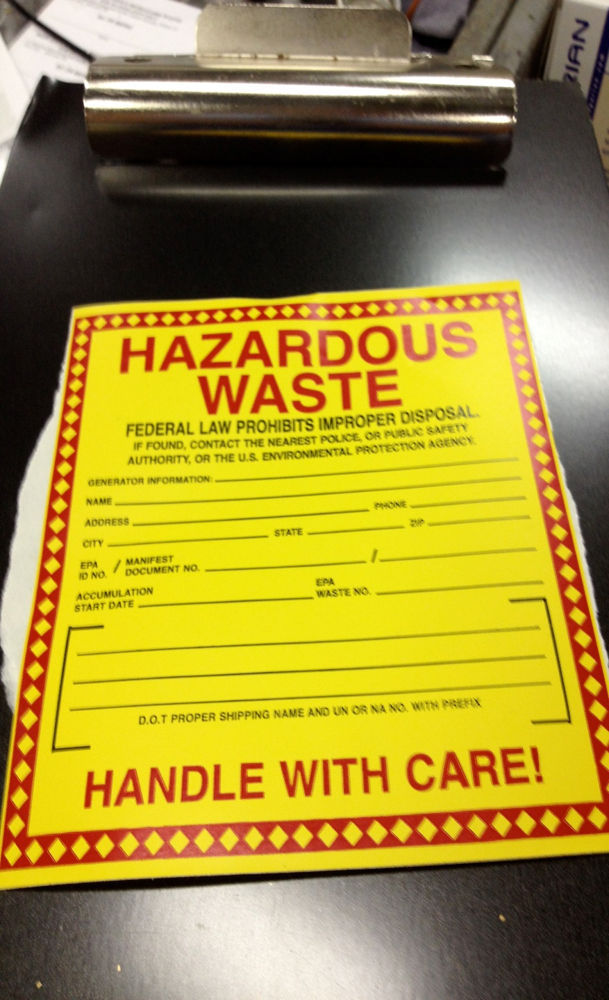 RIAN
HAZARDOUS
WASTE
FEDERAL LAW PROHIBITS IMPROPER DISPOSAL.
IF FOUND, CONTACT THE NEAREST POLICE, OR PUBLIC SAFETY
AUTHORITY, OR THE U.S. ENVIRONMENTAL PROTECTION AGENCY.
GENERATOR INFORMATION:
NAME
ADDRESS PHONE
CITY STATE ZIP
EPA / MANIFEST
ID NO. DOCUMENT NO. /
ACCUMULATION EPA
START DATE WASTE NO.
D.O.T PROPER SHIPPING NAME AND UN OR NA NO. WITH PREFIX
HANDLE WITH CARE!